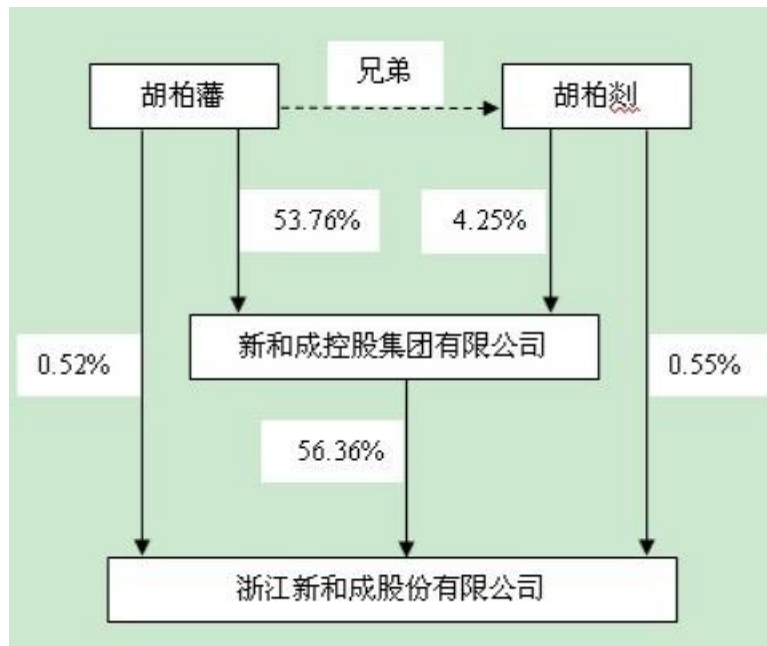 兄弟
胡柏藩
胡柏剡
53.76%
4.25%
新和成控股集团有限公司
0.52%
0.55%
56.36%
浙江新和成股份有限公司